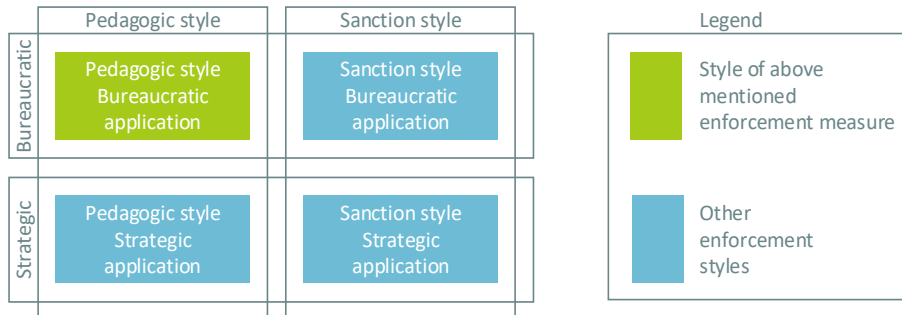 Pedagogic style
Sanction style
Legend
Bureaucratic
Pedagogic style
Bureaucratic
application
Sanction style
Bureaucratic
application
Style of above
mentioned
enforcement measure
Strategic
Pedagogic style
Strategic
application
Sanction style
Strategic
application
Other
enforcement
styles